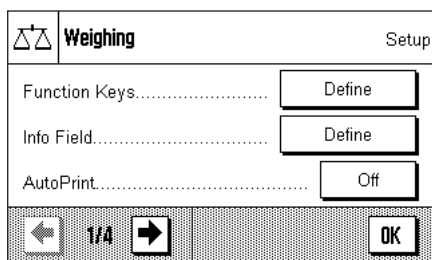 Weighing Setup
Function Keys......................... Define
Info Field................................. Define
AutoPrint........................................ Off
1/4 OK